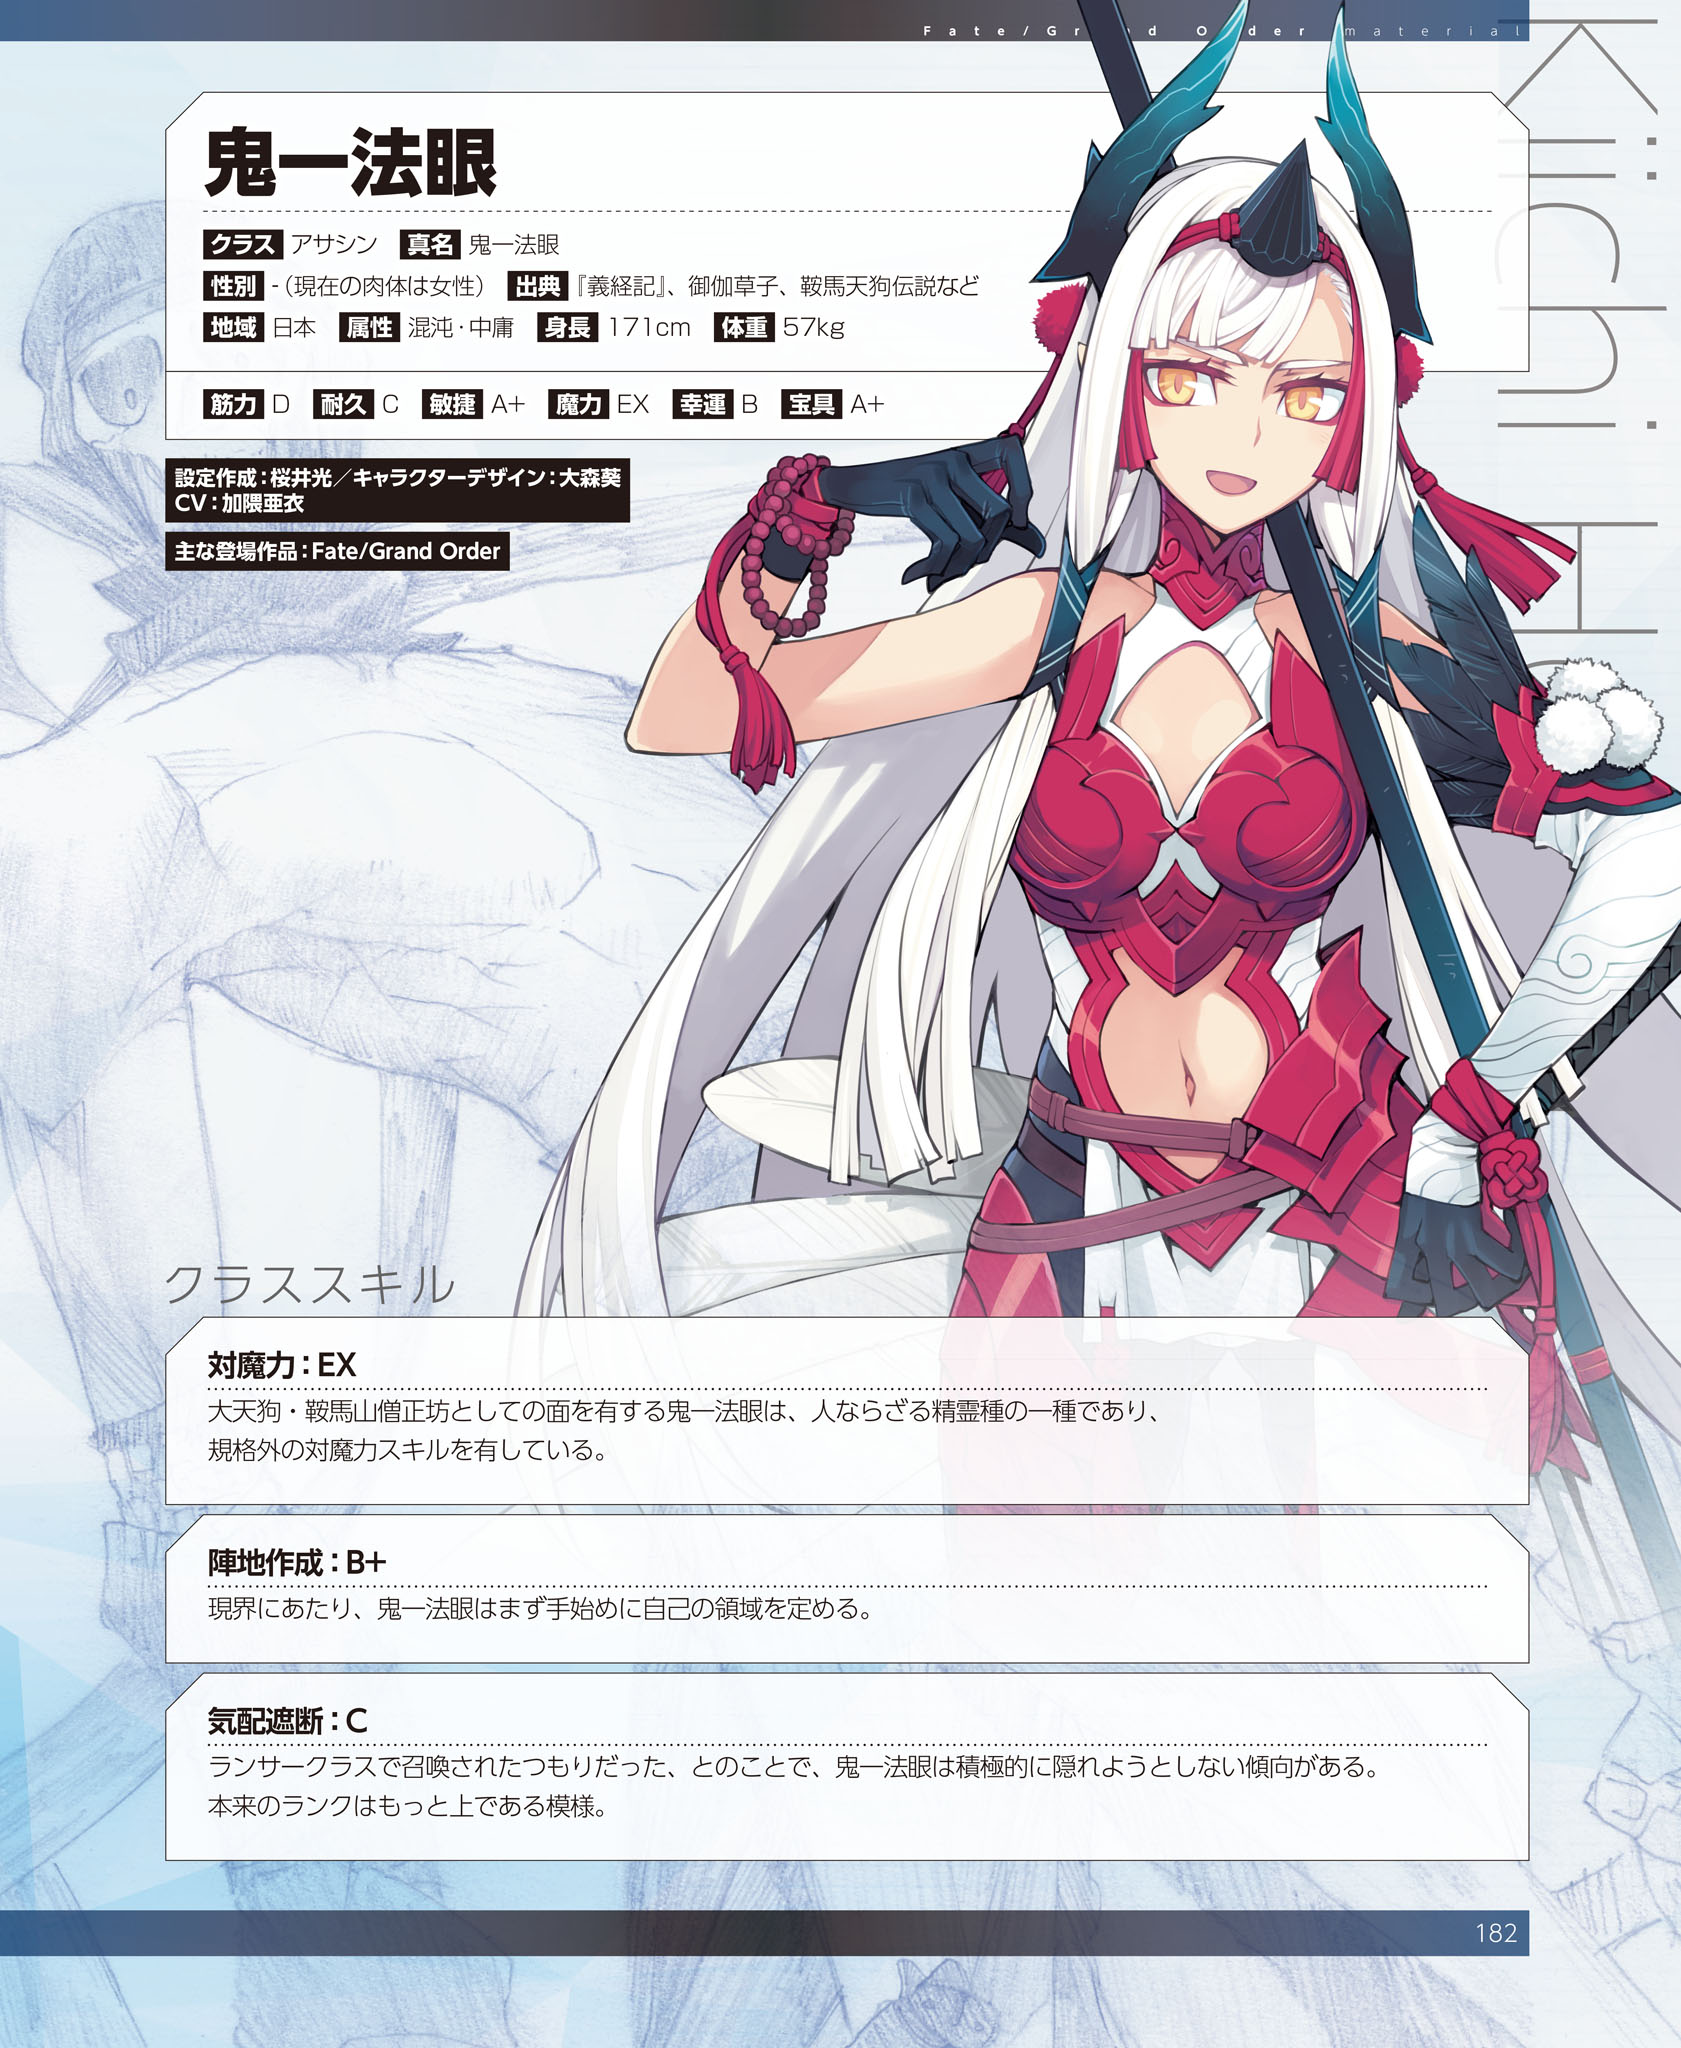 Fate/Grand Order material
Kiichi H
鬼一法眼
クラス アサシン 真名 鬼一法眼
性別 -（現在の肉体は女性） 出典 『義経記』、御伽草子、鞍馬天狗伝説など
地域 日本 属性 混沌・中庸 身長 171cm 体重 57kg
筋力 D 耐久 C 敏捷 A+ 魔力 EX 幸運 B 宝具 A+
設定作成：桜井光／キャラクターデザイン：大森葵
CV：加隈亜衣
主な登場作品：Fate/Grand Order
クラススキル
対魔力：EX
大天狗・鞍馬山僧正坊としての面を有する鬼一法眼は、人ならざる精霊種の一種であり、
規格外の対魔力スキルを有している。
陣地作成：B+
現界にあたり、鬼一法眼はまず手始めに自己の領域を定める。
気配遮断：C
ランサークラスで召喚されたつもりだった、とのことで、鬼一法眼は積極的に隠れようとしない傾向がある。
本来のランクはもっと上である模様。
182